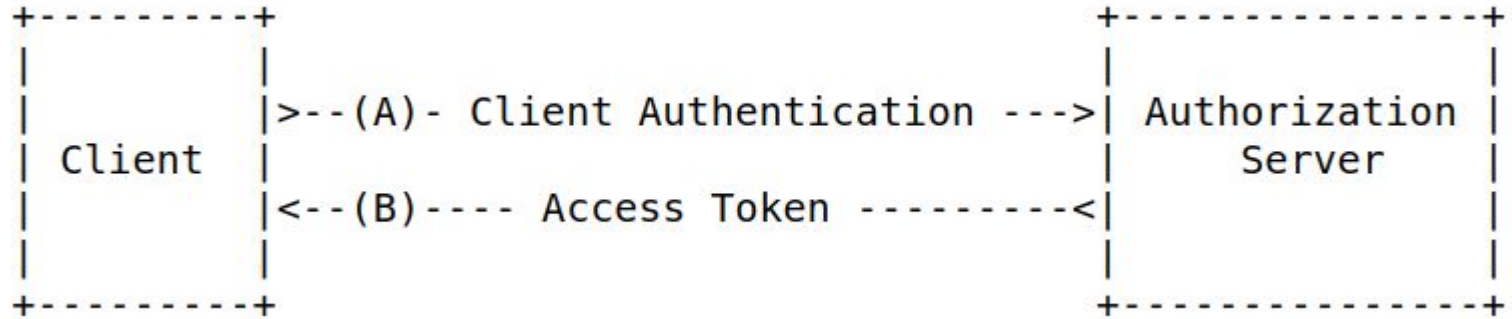 +---------+                                  +---------------+
|         |                                  |               |
|         |>--(A)- Client Authentication --->| Authorization |
| Client  |                                  |     Server    |
|         |<--(B)---- Access Token ---------<|               |
|         |                                  |               |
+---------+                                  +---------------+